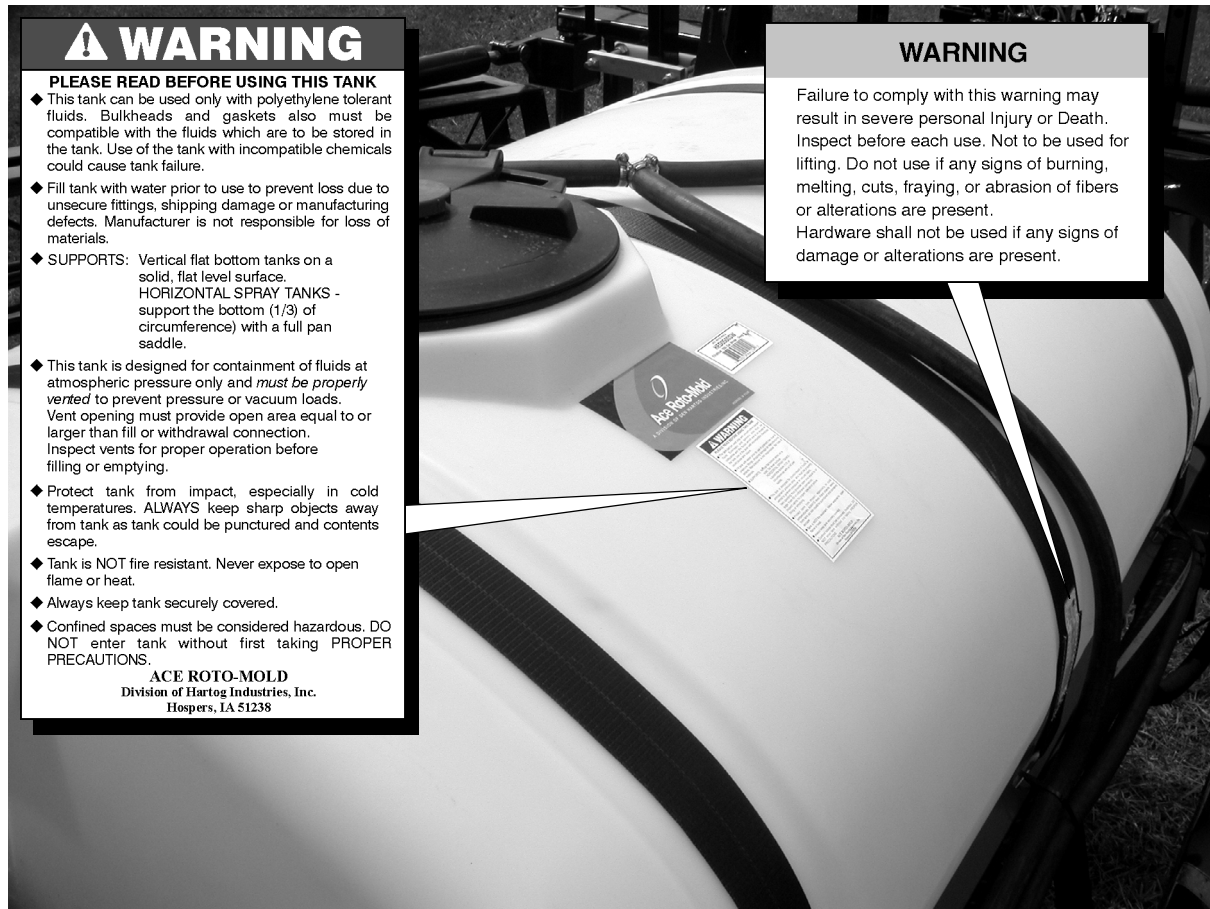 WARNING
PLEASE READ BEFORE USING THIS TANK
◆ This tank can be used only with polyethylene tolerant
fluids. Bulkheads and gaskets also must be
compatible with the fluids which are to be stored in
the tank. Use of the tank with incompatible chemicals
could cause tank failure.
◆ Fill tank with water prior to use to prevent loss due to
unsecure fittings, shipping damage or manufacturing
defects. Manufacturer is not responsible for loss of
materials.
◆ SUPPORTS: Vertical flat bottom tanks on a
solid, flat level surface.
HORIZONTAL SPRAY TANKS -
support the bottom (1/3) of
circumference) with a full pan
saddle.
◆ This tank is designed for containment of fluids at
atmospheric pressure only and must be properly
vented to prevent pressure or vacuum loads.
Vent opening must provide open area equal to or
larger than fill or withdrawal connection.
Inspect vents for proper operation before
filling or emptying.
◆ Protect tank from impact, especially in cold
temperatures. ALWAYS keep sharp objects away
from tank as tank could be punctured and contents
escape.
◆ Tank is NOT fire resistant. Never expose to open
flame or heat.
◆ Always keep tank securely covered.
◆ Confined spaces must be considered hazardous. DO
NOT enter tank without first taking PROPER
PRECAUTIONS.
ACE ROTO-MOLD
Division of Hartog Industries, Inc.
Hospers, IA 51238
WARNING
Failure to comply with this warning may
result in severe personal Injury or Death.
Inspect before each use. Not to be used for
lifting. Do not use if any signs of burning,
melting, cuts, fraying, or abrasion of fibers
or alterations are present.
Hardware shall not be used if any signs of
damage or alterations are present.
Ace Roto-Mold
WARNING